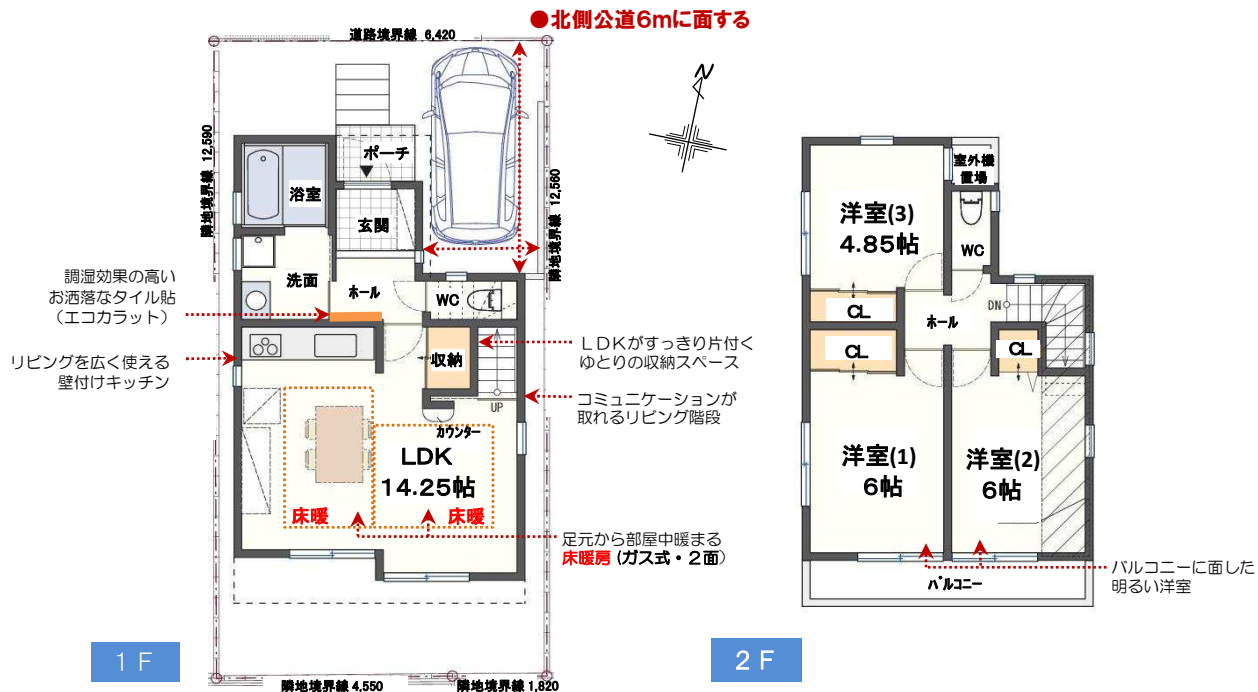 ●北側公道6mに面する
道路境界線 6,420
隣地境界線 12,590
隣地境界線 12,560
N
ポーチ
浴室
玄関
洗面
ホール
WC
調湿効果の高い
お洒落なタイル貼
（エコカラット）
リビングを広く使える
壁付けキッチン
収納
UP
カウンター
LDK
14.25帖
床暖
床暖
LDKがすっきり片付く
ゆとりの収納スペース
コミュニケーションが
取れるリビング階段
足元から部屋中暖まる
床暖房 (ガス式・2面)
1F
隣地境界線 4,550
隣地境界線 1,820
室外機
置場
洋室(3)
4.85帖
WC
CL
ホール
DN
CL
CL
洋室(1)
6帖
洋室(2)
6帖
バルコニー
バルコニーに面した
明るい洋室
2F